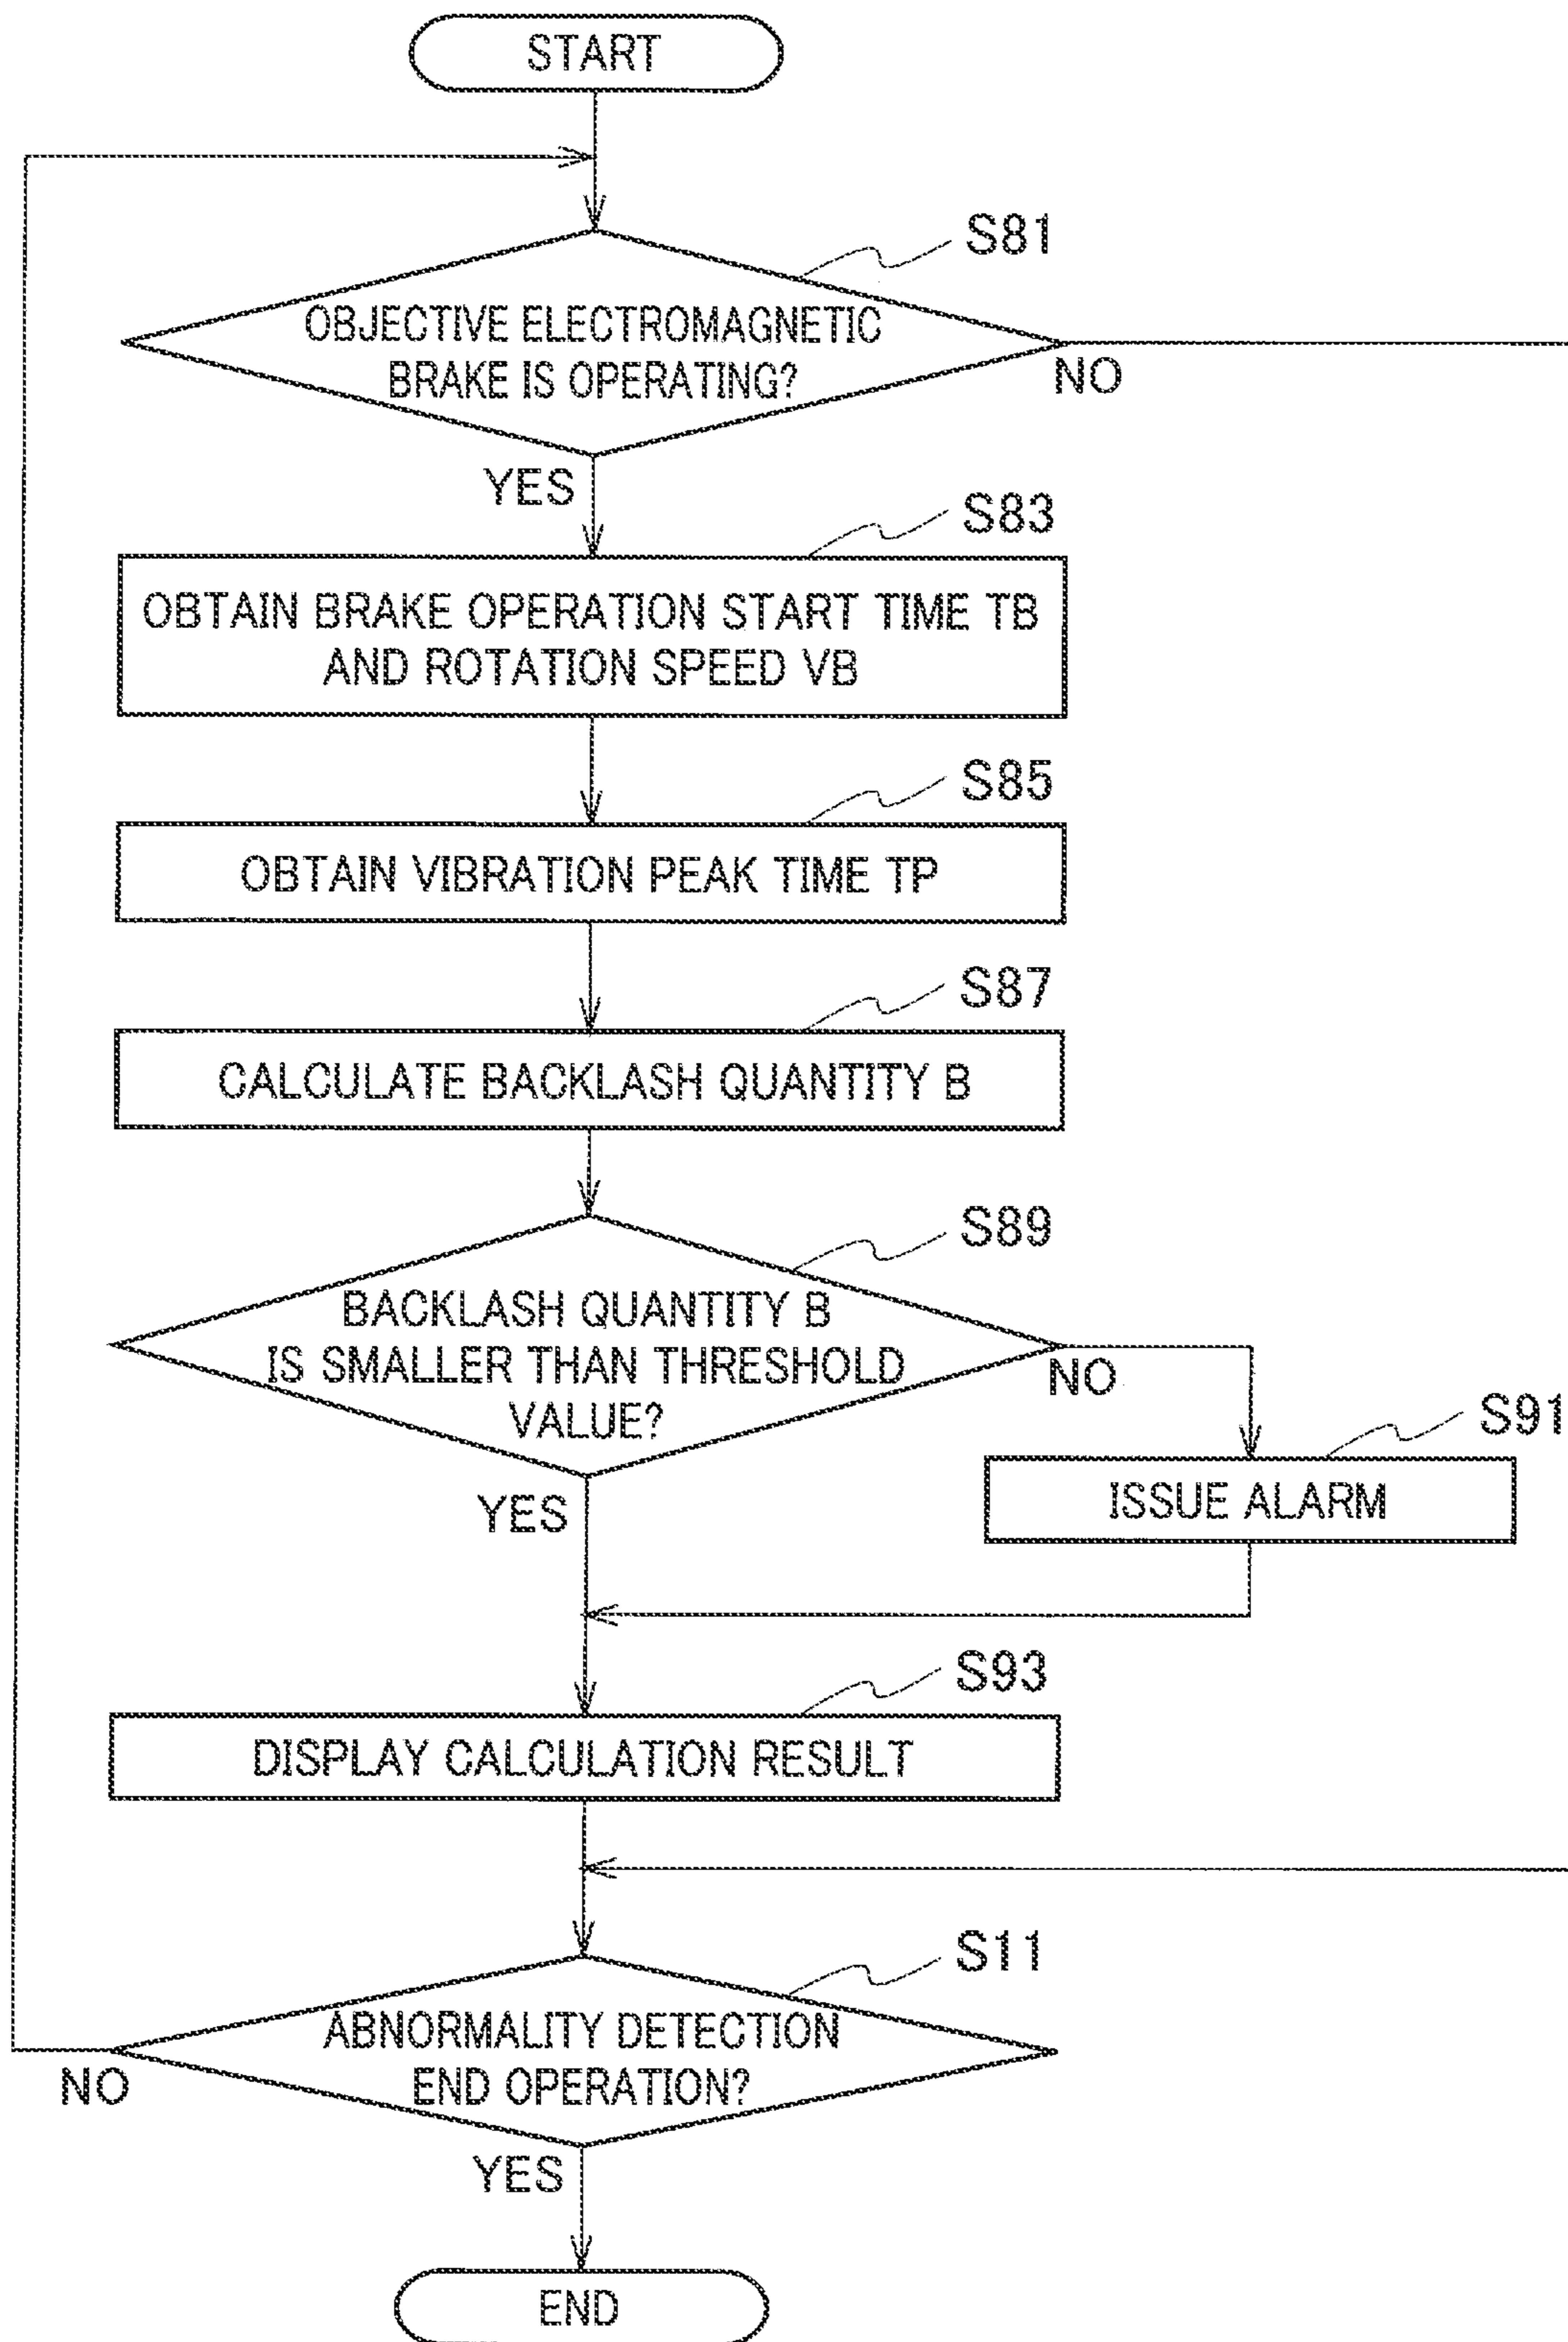 START
S81
OBJECTIVE ELECTROMAGNETIC
BRAKE IS OPERATING?
NO
YES
S83
OBTAIN BRAKE OPERATION START TIME TB
AND ROTATION SPEED VB
S85
OBTAIN VIBRATION PEAK TIME TP
S87
CALCULATE BACKLASH QUANTITY B
S89
BACKLASH QUANTITY B
IS SMALLER THAN THRESHOLD
VALUE?
NO
YES
S91
ISSUE ALARM
S93
DISPLAY CALCULATION RESULT
S11
ABNORMALITY DETECTION
END OPERATION?
NO
YES
END